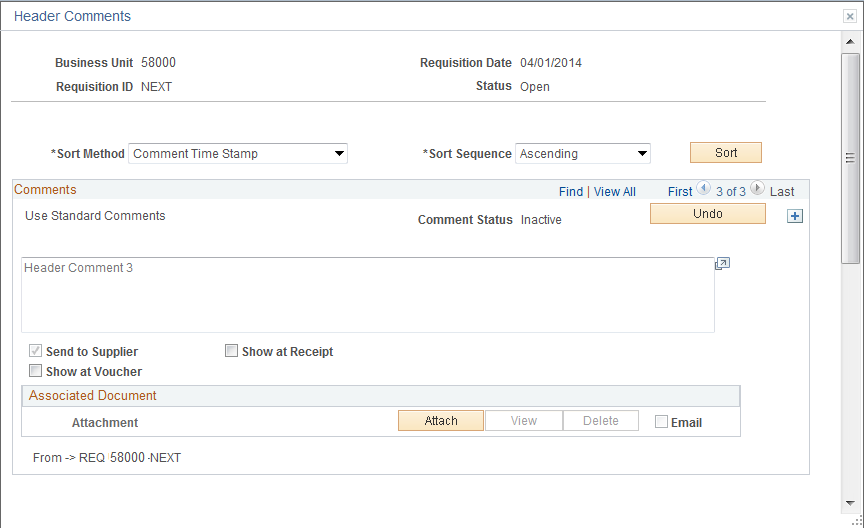 Header Comments
Business Unit 58000 Requisition Date 04/01/2014
Requisition ID NEXT Status Open
*Sort Method Comment Time Stamp *Sort Sequence Ascending Sort
Comments Find | View All First 3 of 3 Last
Use Standard Comments Comment Status Inactive Undo
Header Comment 3
Send to Supplier Show at Receipt
Show at Voucher
Associated Document
Attachment Attach View Delete Email
From -> REQ 58000-NEXT